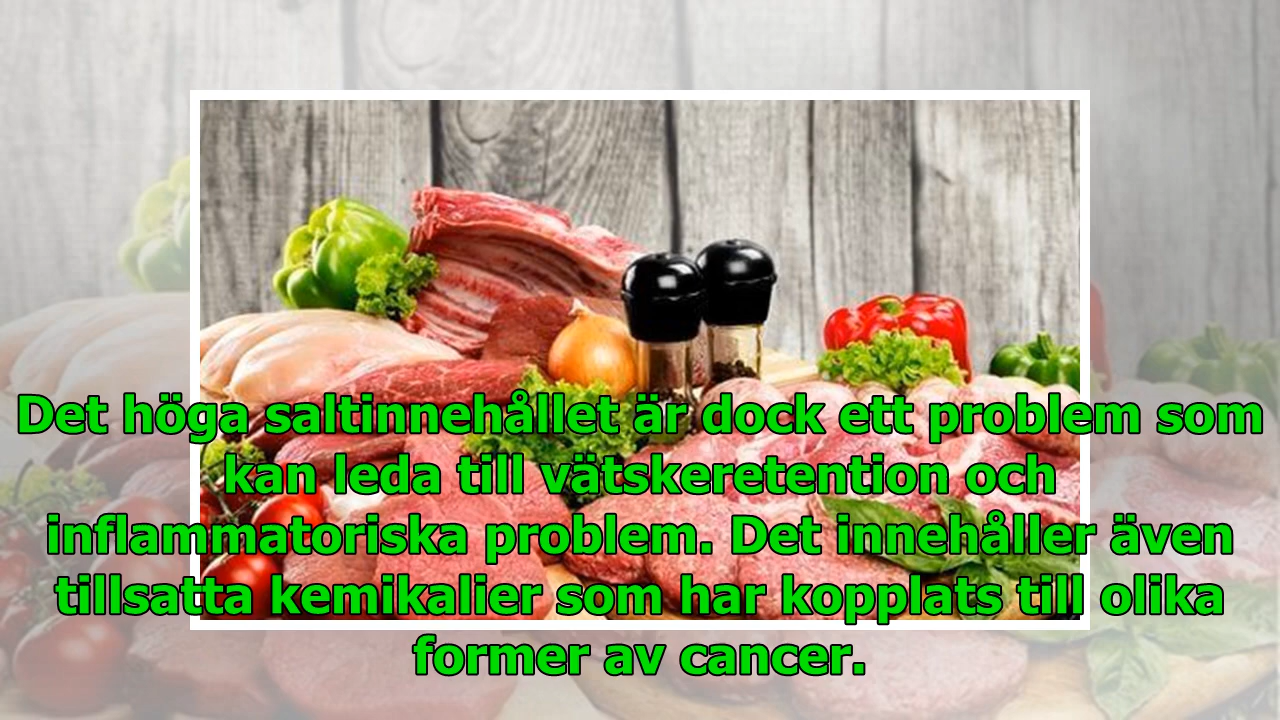 Det höga saltinnehållet är dock ett problem som
kan leda till vätskeretention och
inflammatoriska problem. Det innehåller även
tillsatta kemikalier som har kopplats till olika
former av cancer.